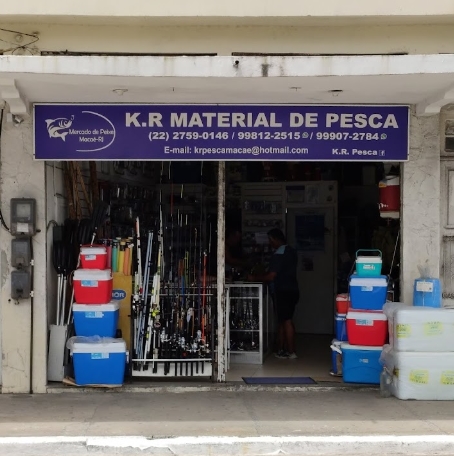 Mercado de Peixe
Macaé-RJ
K.R MATERIAL DE PESCA
(22) 2759-0146 / 99812-2515 / 99907-2784
E-mail: krpescamacae@hotmail.com
K.R. Pesca